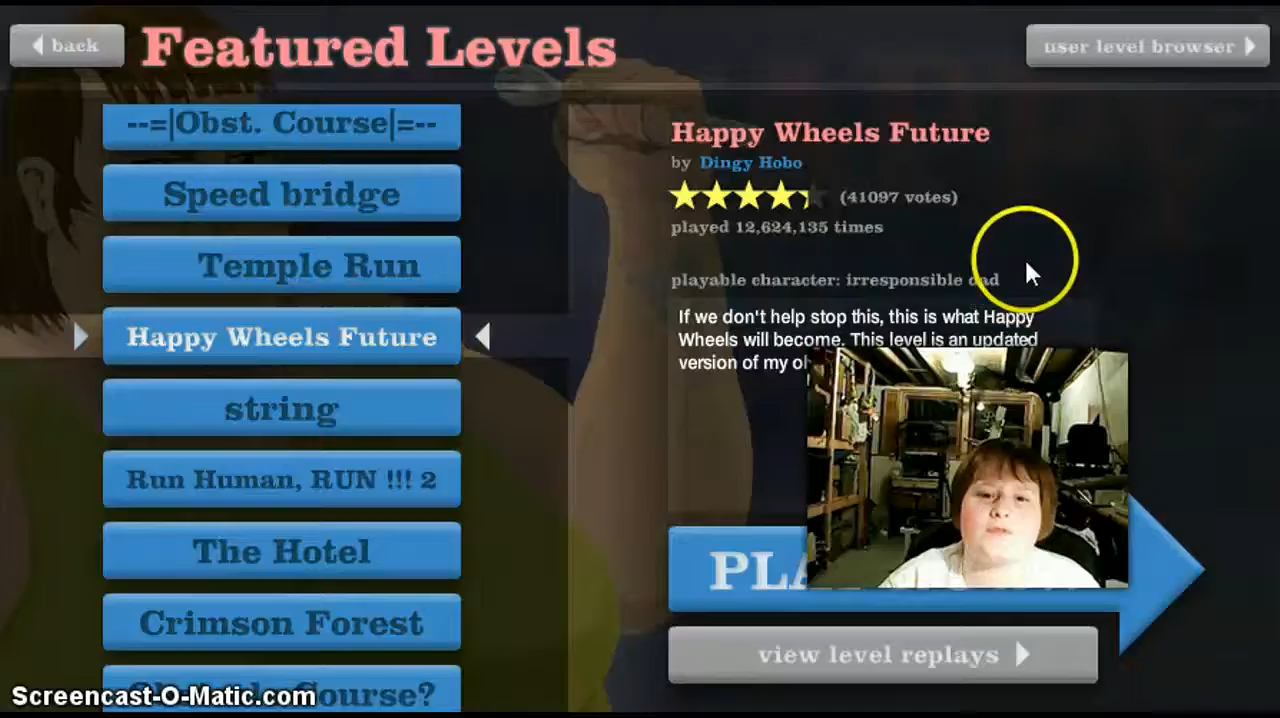 back
Featured Levels
user level browser
--=|Obst. Course|=--
Speed bridge
Temple Run
Happy Wheels Future
string
Run Human, RUN !!! 2
The Hotel
Crimson Forest
Course?
Happy Wheels Future
by Dingy Hobo
(41097 votes)
played 12,624,135 times
playable character: irresponsible dad
If we don't help stop this, this is what Happy
Wheels will become. This level is an updated
version of my
view level replays
Screencast-O-Matic.com